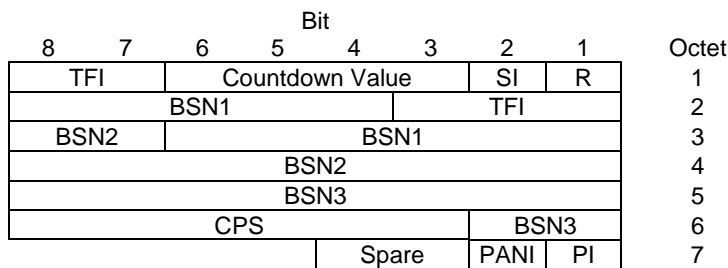 Bit
8 7 6 5 4 3 2 1 Octet
TFI Countdown Value SI R 1
BSN1 TFI 2
BSN2 BSN1 3
BSN2 4
BSN3 5
CPS BSN3 6
Spare PANI PI 7